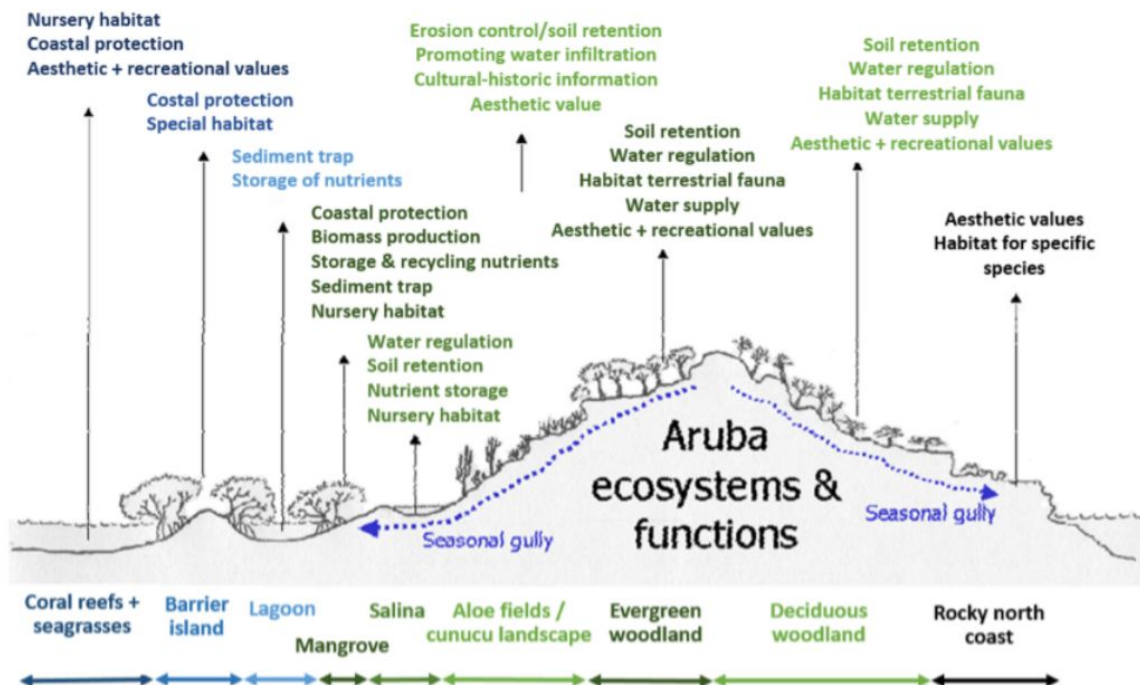 Nursery habitat
Coastal protection
Aesthetic + recreational values
Costal protection
Special habitat
Sediment trap
Storage of nutrients
Coastal protection
Biomass production
Storage & recycling nutrients
Sediment trap
Nursery habitat
Water regulation
Soil retention
Nutrient storage
Nursery habitat
Erosion control/soil retention
Promoting water infiltration
Cultural-historic information
Aesthetic value
Soil retention
Water regulation
Habitat terrestrial fauna
Water supply
Aesthetic + recreational values
Soil retention
Water regulation
Habitat terrestrial fauna
Water supply
Aesthetic + recreational values
Aesthetic values
Habitat for specific
species
Aruba
ecosystems &
functions
Seasonal gully
Seasonal gully
Coral reefs +
seagrasses
Barrier
island
Lagoon
Mangrove
Salina
Aloe fields /
cunucu landscape
Evergreen
woodland
Deciduous
woodland
Rocky north
coast